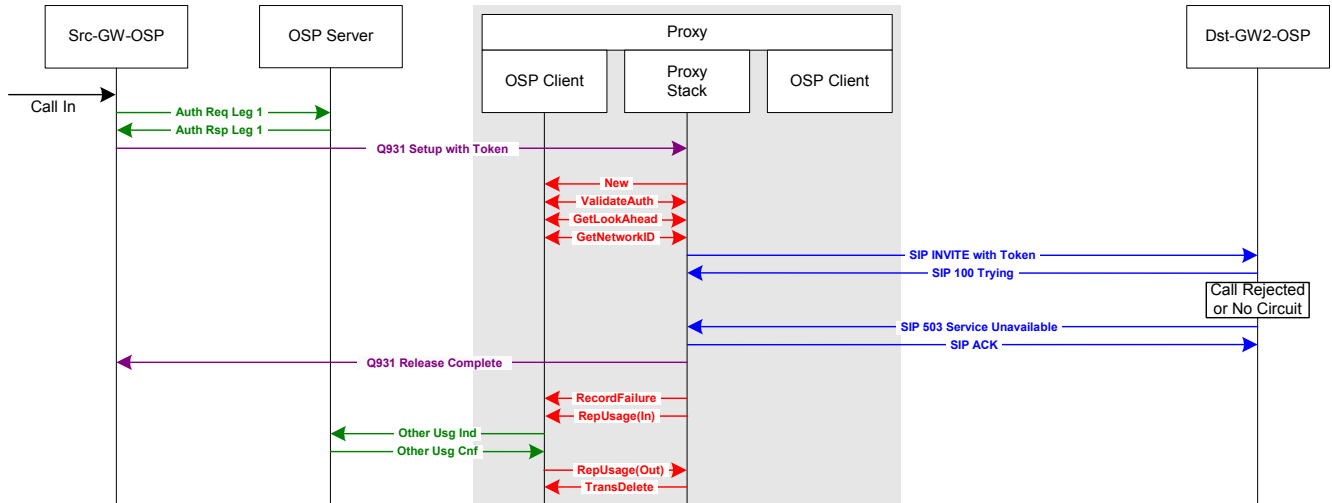 Src-GW-OSP
OSP Server
Proxy
Dst-GW2-OSP
OSP Client
Proxy
Stack
OSP Client
Call In
Auth Req Leg 1
Auth Rsp Leg 1
Q931 Setup with Token
New
ValidateAuth
GetLookAhead
GetNetworkID
SIP INVITE with Token
SIP 100 Trying
Call Rejected
or No Circuit
SIP 503 Service Unavailable
SIP ACK
Q931 Release Complete
RecordFailure
RepUsage(In)
Other Usg Ind
Other Usg Cnf
RepUsage(Out)
TransDelete